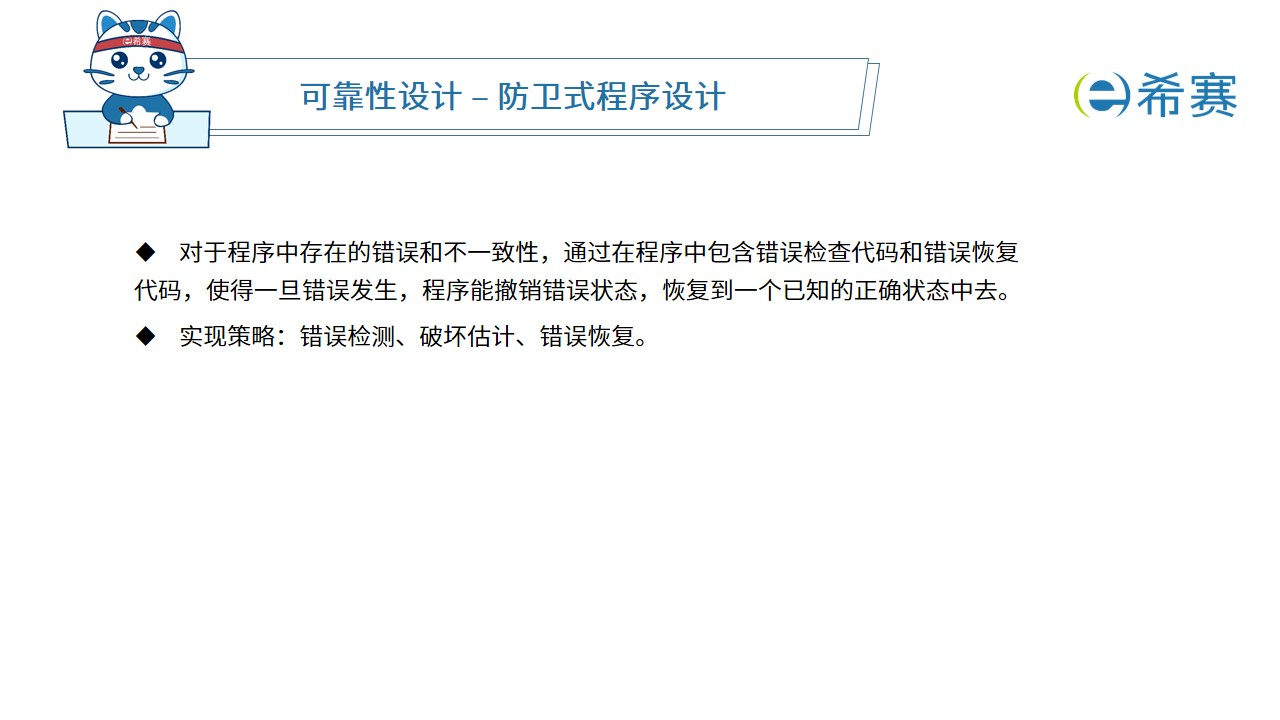 希赛
可靠性设计 – 防卫式程序设计
希赛
◆ 对于程序中存在的错误和不一致性，通过在程序中包含错误检查代码和错误恢复
代码，使得一旦错误发生，程序能撤销错误状态，恢复到一个已知的正确状态中去。
◆ 实现策略：错误检测、破坏估计、错误恢复。